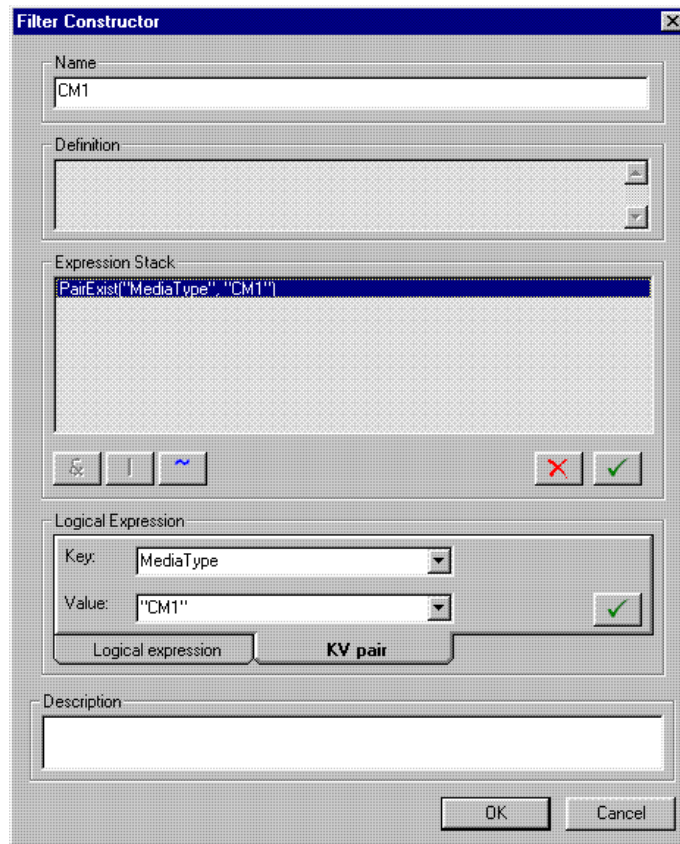 Filter Constructor
Name
CM1
Definition
Expression Stack
PairExist("MediaType", "CM1")
& | ~
Logical Expression
Key: MediaType
Value: "CM1"
Logical expression KV pair
Description
OK Cancel